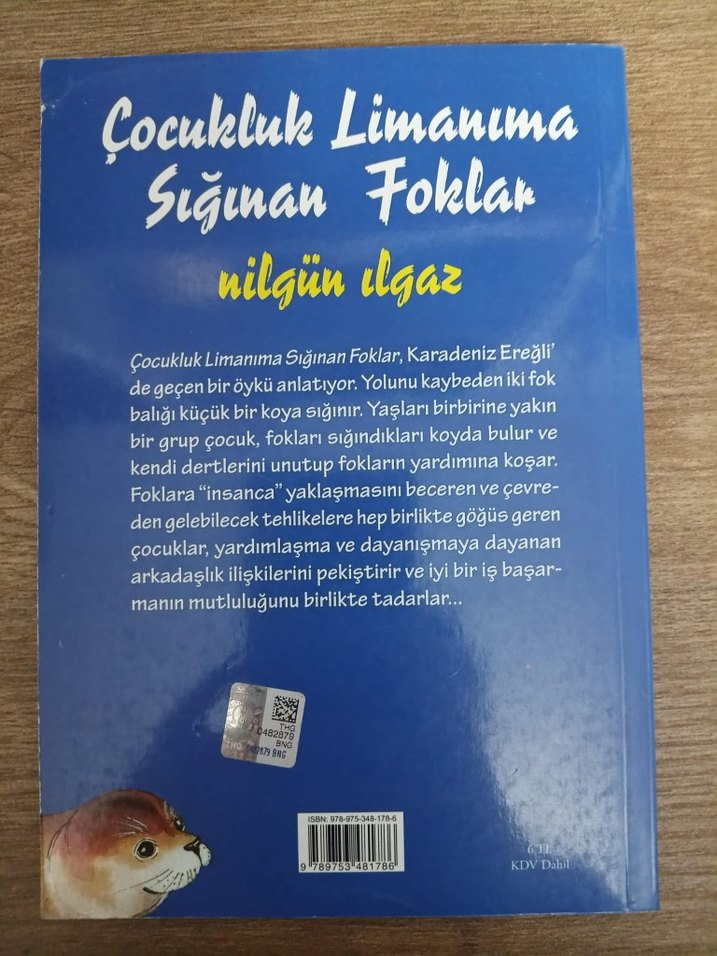 Çocukluk Limanıma
Sığınan Foklar
nilgün ılgaz
Çocukluk Limanıma Sığınan Foklar, Karadeniz Ereğli’
de geçen bir öykü anlatıyor. Yolunu kaybeden iki fok
balığı küçük bir koya sığınır. Yaşları birbirine yakın
bir grup çocuk, fokları sığındıkları koyda bulur ve
kendi dertlerini unutup fokların yardımına koşar.
Foklara “insanca” yaklaşmasını beceren ve çevre-
den gelebilecek tehlikelere hep birlikte göğüs geren
çocuklar, yardımlaşma ve dayanışmaya dayanan
arkadaşlık ilişkilerini pekiştirir ve iyi bir iş başar-
manın mutluluğunu birlikte tadarlar...
THG
0482879
BNG
THG 0482879 BNG
ISBN: 978-975-348-178-6
9 789753 481786
6 TL
KDV Dahil